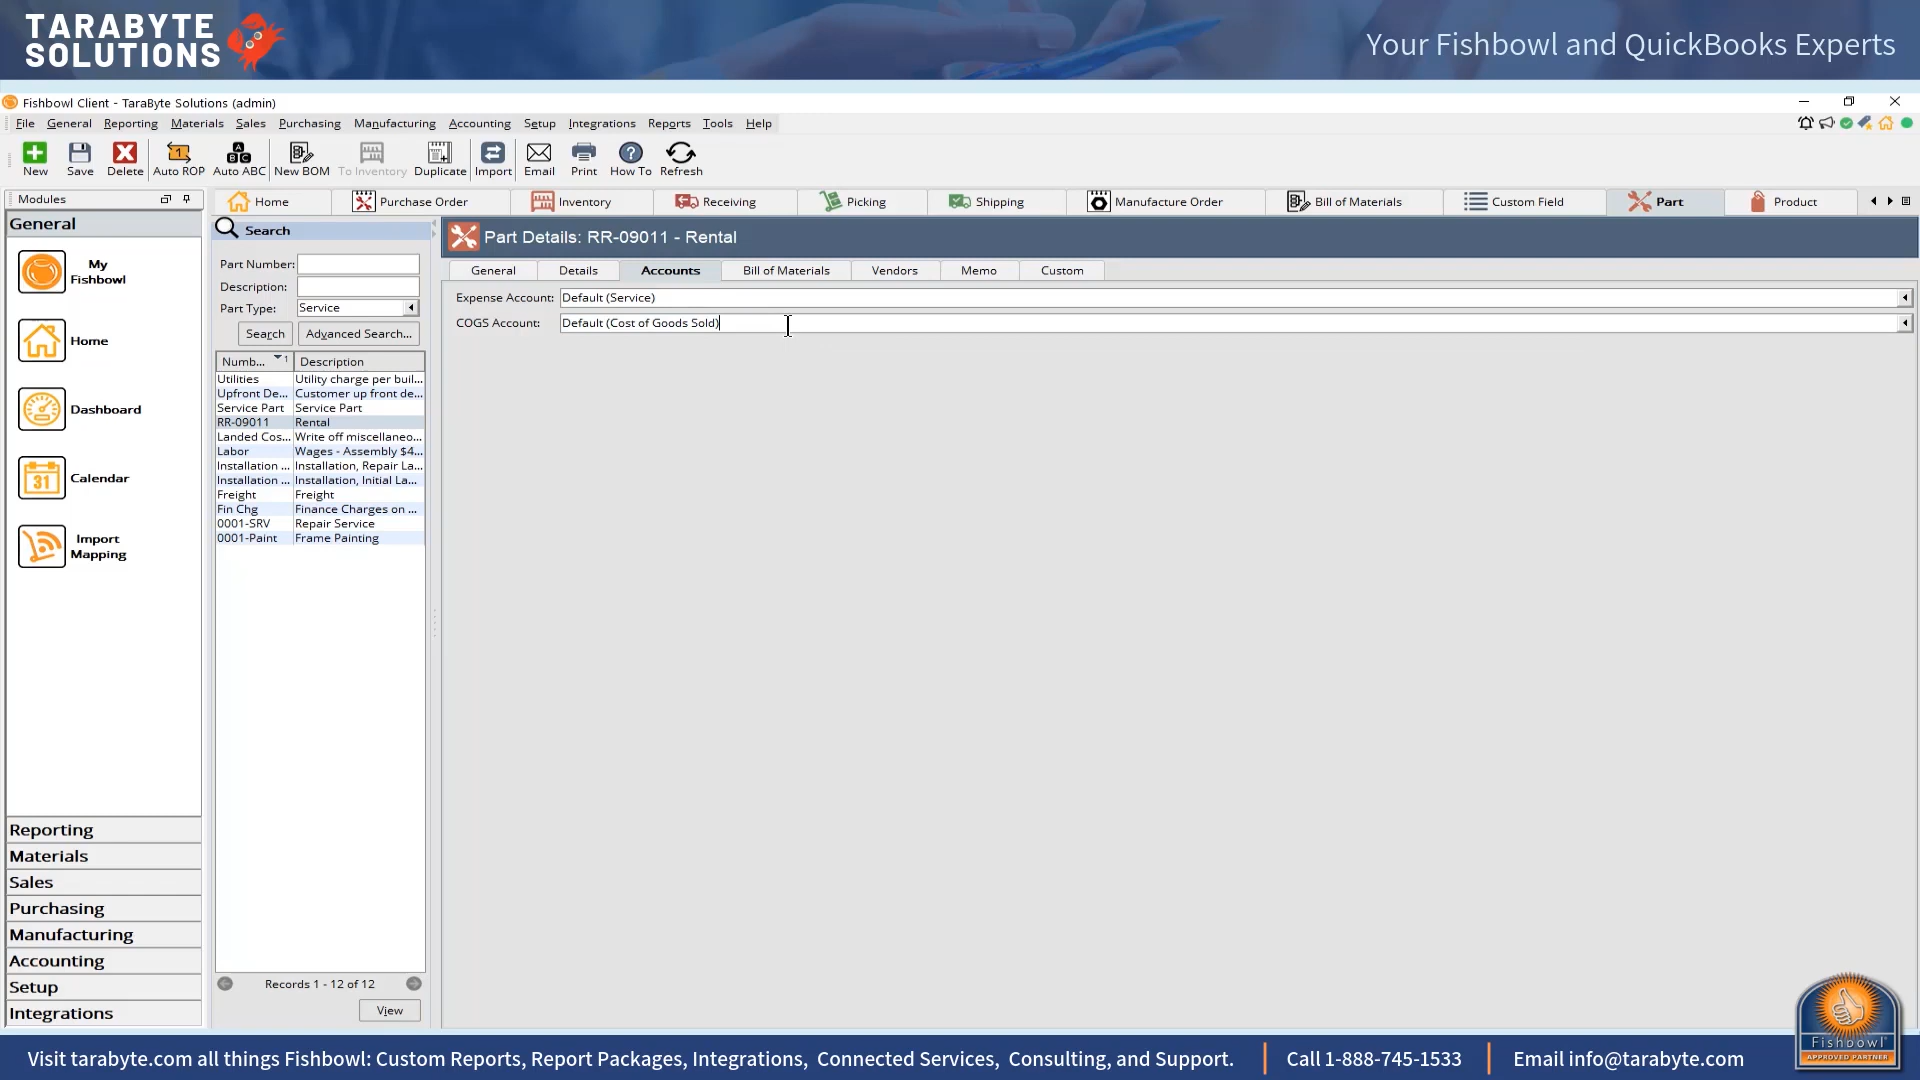 TARABYTE
SOLUTIONS
Your Fishbowl and QuickBooks Experts
Fishbowl Client - TaraByte Solutions (admin)
File General Reporting Materials Sales Purchasing Manufacturing Accounting Setup Integrations Reports Tools Help
New Save Delete Auto ROP Auto ABC New BOM To Inventory Duplicate Import Email Print How To Refresh
Modules
Home Purchase Order Inventory Receiving Picking Shipping Manufacture Order Bill of Materials Custom Field Part Product
General
My
Fishbowl
Home
Dashboard
31
Calendar
Import
Mapping
Reporting
Materials
Sales
Purchasing
Manufacturing
Accounting
Setup
Integrations
Search
Part Number:
Description:
Part Type: Service
Search Advanced Search...
Numb... 1 Description
Utilities Utility charge per buil...
Upfront De... Customer up front de...
Service Part Service Part
RR-09011 Rental
Landed Cos... Write off miscellaneo...
Labor Wages - Assembly $4...
Installation ... Installation, Repair La...
Installation ... Installation, Initial La...
Freight Freight
Fin Chg Finance Charges on ...
0001-SRV Repair Service
0001-Paint Frame Painting
Records 1 - 12 of 12
View
Part Details: RR-09011 - Rental
General Details Accounts Bill of Materials Vendors Memo Custom
Expense Account: Default (Service)
COGS Account: Default (Cost of Goods Sold)
Fishbowl
APPROVED PARTNER
Visit tarabyte.com all things Fishbowl: Custom Reports, Report Packages, Integrations, Connected Services, Consulting, and Support. | Call 1-888-745-1533 | Email info@tarabyte.com